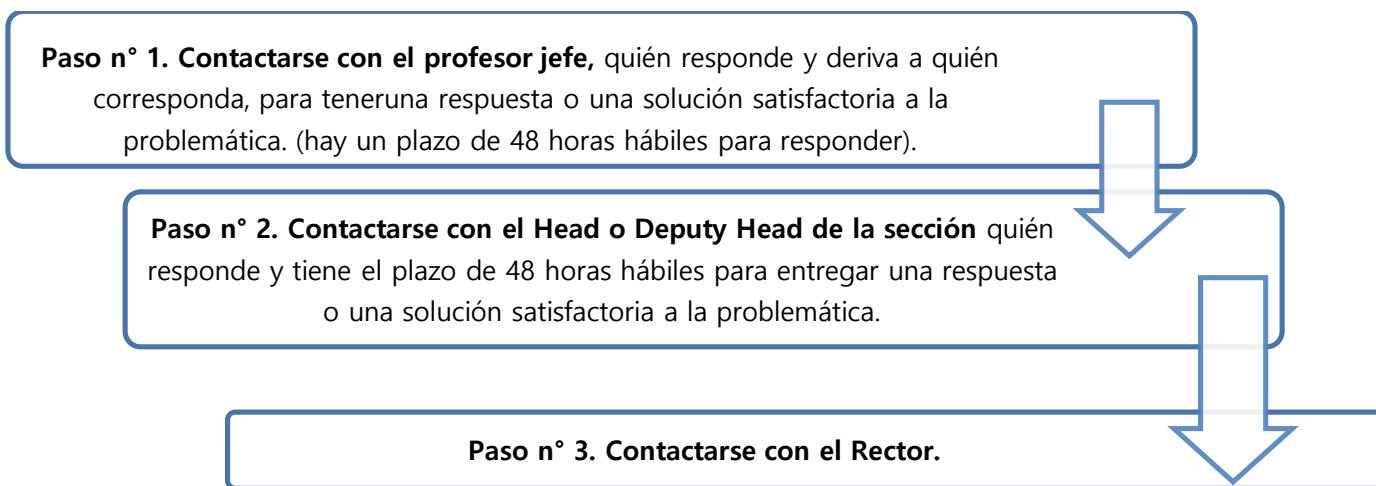 Paso n° 1. Contactarse con el profesor jefe, quién responde y deriva a quién
corresponda, para teneruna respuesta o una solución satisfactoria a la
problemática. (hay un plazo de 48 horas hábiles para responder).
Paso n° 2. Contactarse con el Head o Deputy Head de la sección quién
responde y tiene el plazo de 48 horas hábiles para entregar una respuesta
o una solución satisfactoria a la problemática.
Paso n° 3. Contactarse con el Rector.